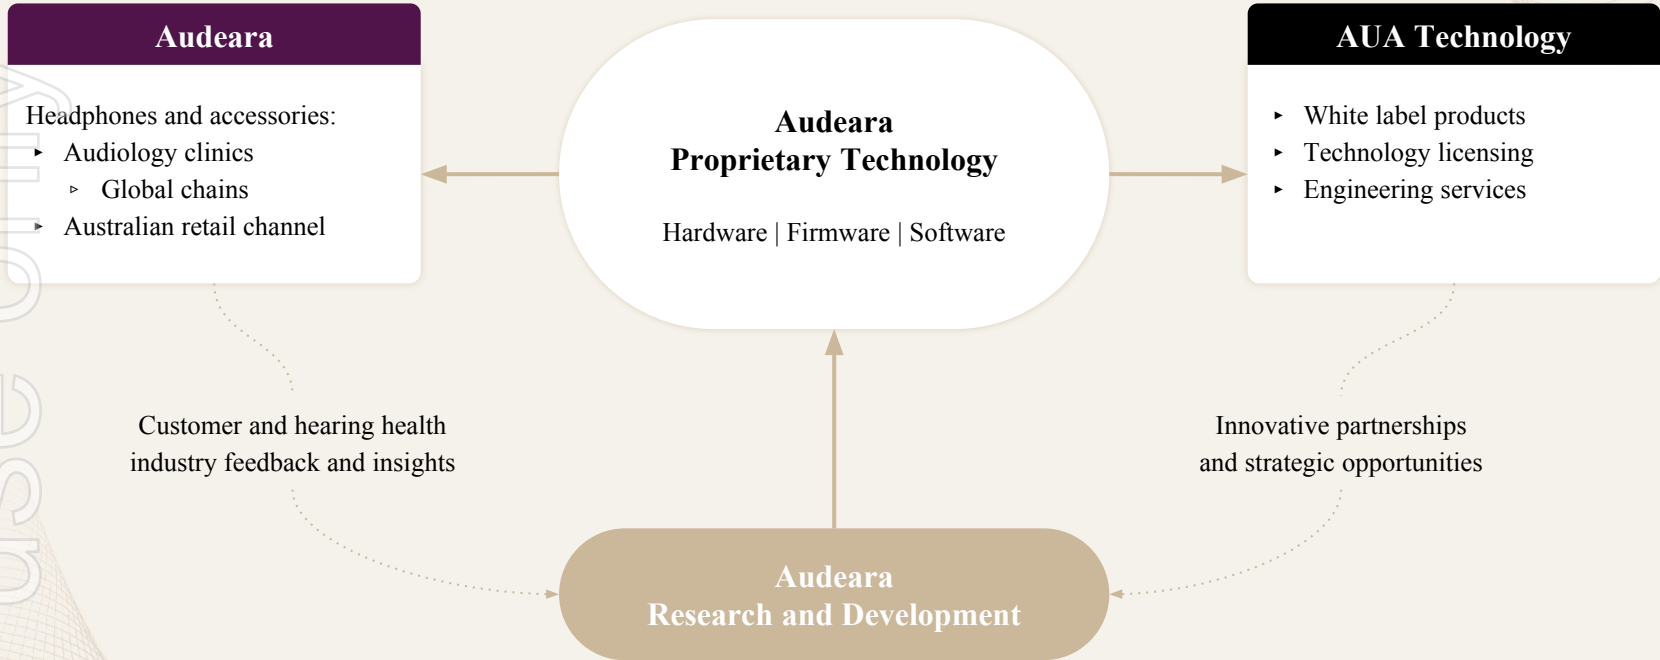 Audeara
Headphones and accessories:
▸ Audiology clinics
▹ Global chains
▸ Australian retail channel
Audeara
Proprietary Technology
Hardware | Firmware | Software
AUA Technology
▸ White label products
▸ Technology licensing
▸ Engineering services
Customer and hearing health
industry feedback and insights
Innovative partnerships
and strategic opportunities
Audeara
Research and Development
use only